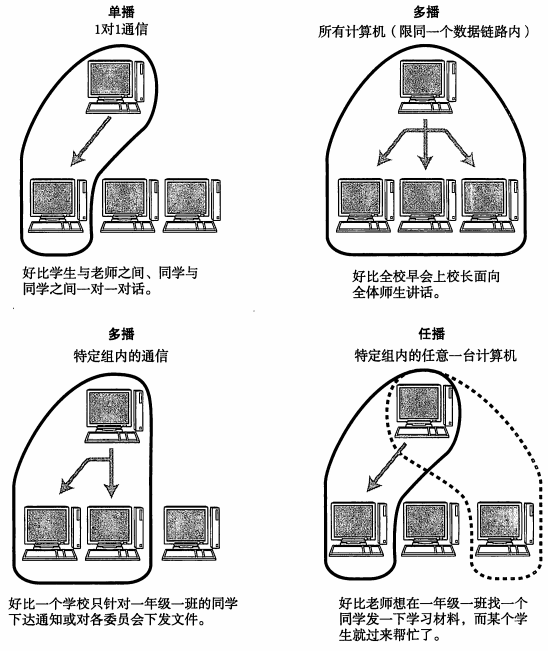 单播
1对1通信
好比学生与老师之间、同学与
同学之间一对一对话。
多播
所有计算机（限同一个数据链路内）
好比全校早会上校长面向
全体师生讲话。
多播
特定组内的通信
好比一个学校只针对一年级一班的同学
下达通知或对各委员会下发文件。
任播
特定组内的任意一台计算机
好比老师想在一年级一班找一个
同学发一下学习材料，而某个学
生就过来帮忙了。